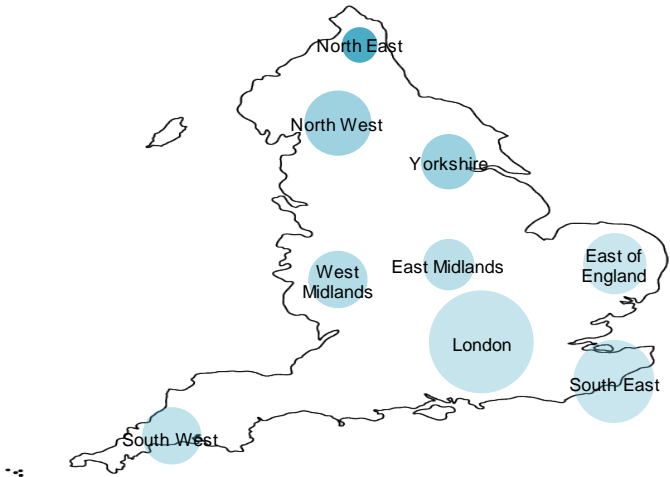 North East
North West
Yorkshire
West
Midlands
East Midlands
East of
England
London
South East
South West